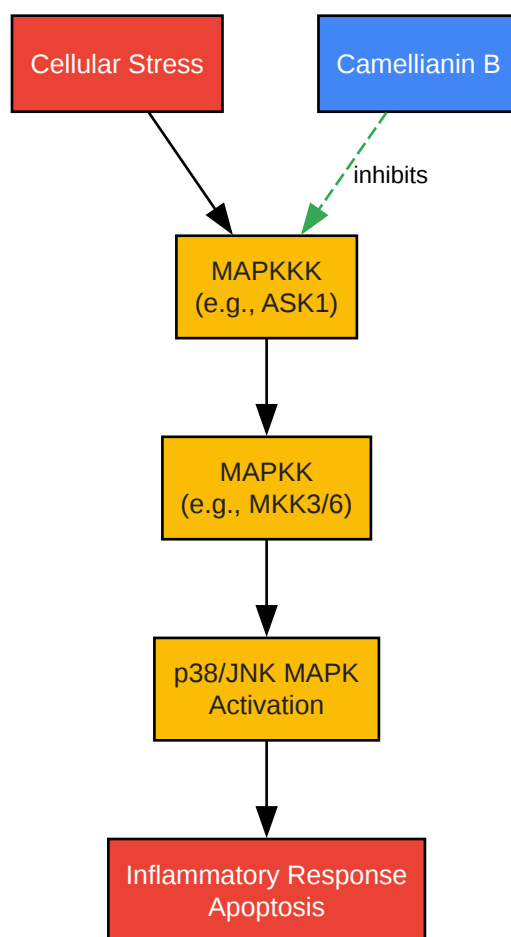 Cellular Stress
Camellianin B
inhibits
MAPKKK
(e.g., ASK1)
MAPKK
(e.g., MKK3/6)
p38/JNK MAPK
Activation
Inflammatory Response
Apoptosis